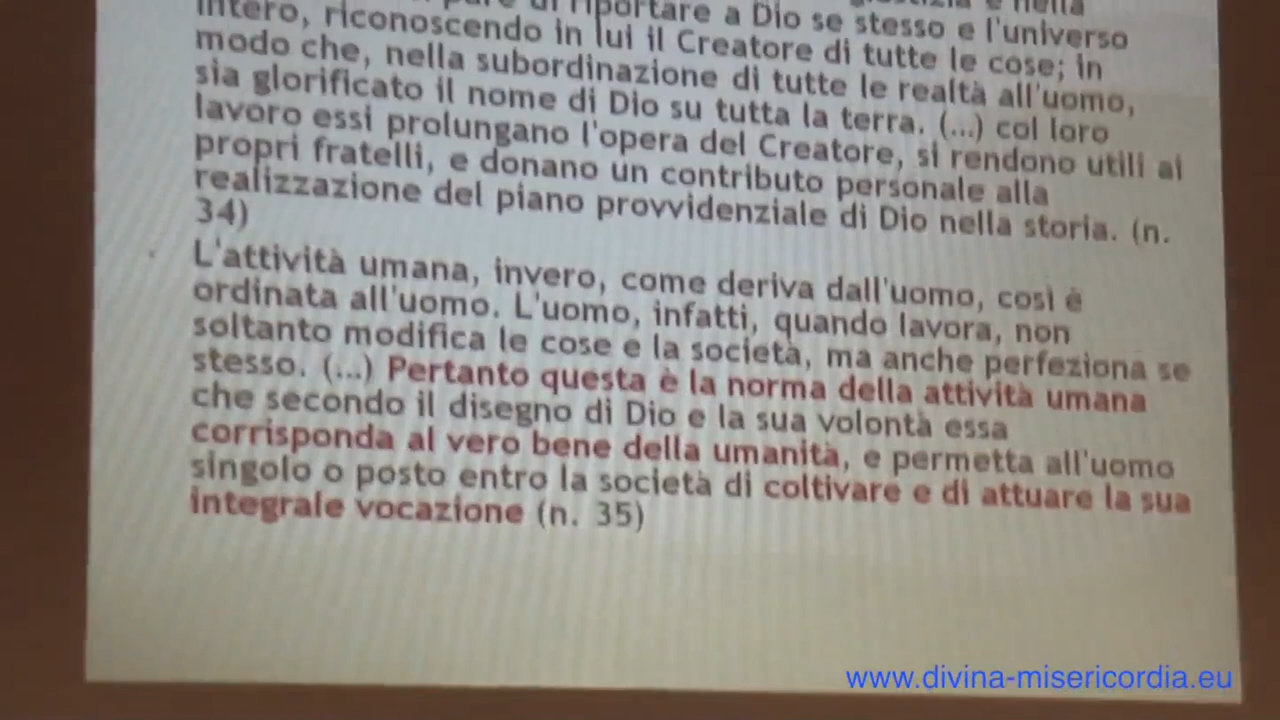 di riportare a Dio se stesso e l'universo
intero, riconoscendo in lui il Creatore di tutte le cose; in
modo che, nella subordinazione di tutte le realtà all'uomo,
sia glorificato il nome di Dio su tutta la terra. (...) col loro
lavoro essi prolungano l'opera del Creatore, si rendono utili ai
propri fratelli, e donano un contributo personale alla
realizzazione del piano provvidenziale di Dio nella storia. (n.
34)
L'attività umana, invero, come deriva dall'uomo, così è
ordinata all'uomo. L'uomo, infatti, quando lavora, non
soltanto modifica le cose e la società, ma anche perfeziona se
stesso. (...) Pertanto questa è la norma della attività umana
che secondo il disegno di Dio e la sua volontà essa
corrisponda al vero bene della umanità, e permetta all'uomo
singolo o posto entro la società di coltivare e di attuare la sua
integrale vocazione (n. 35)
www.divina-misericordia.eu